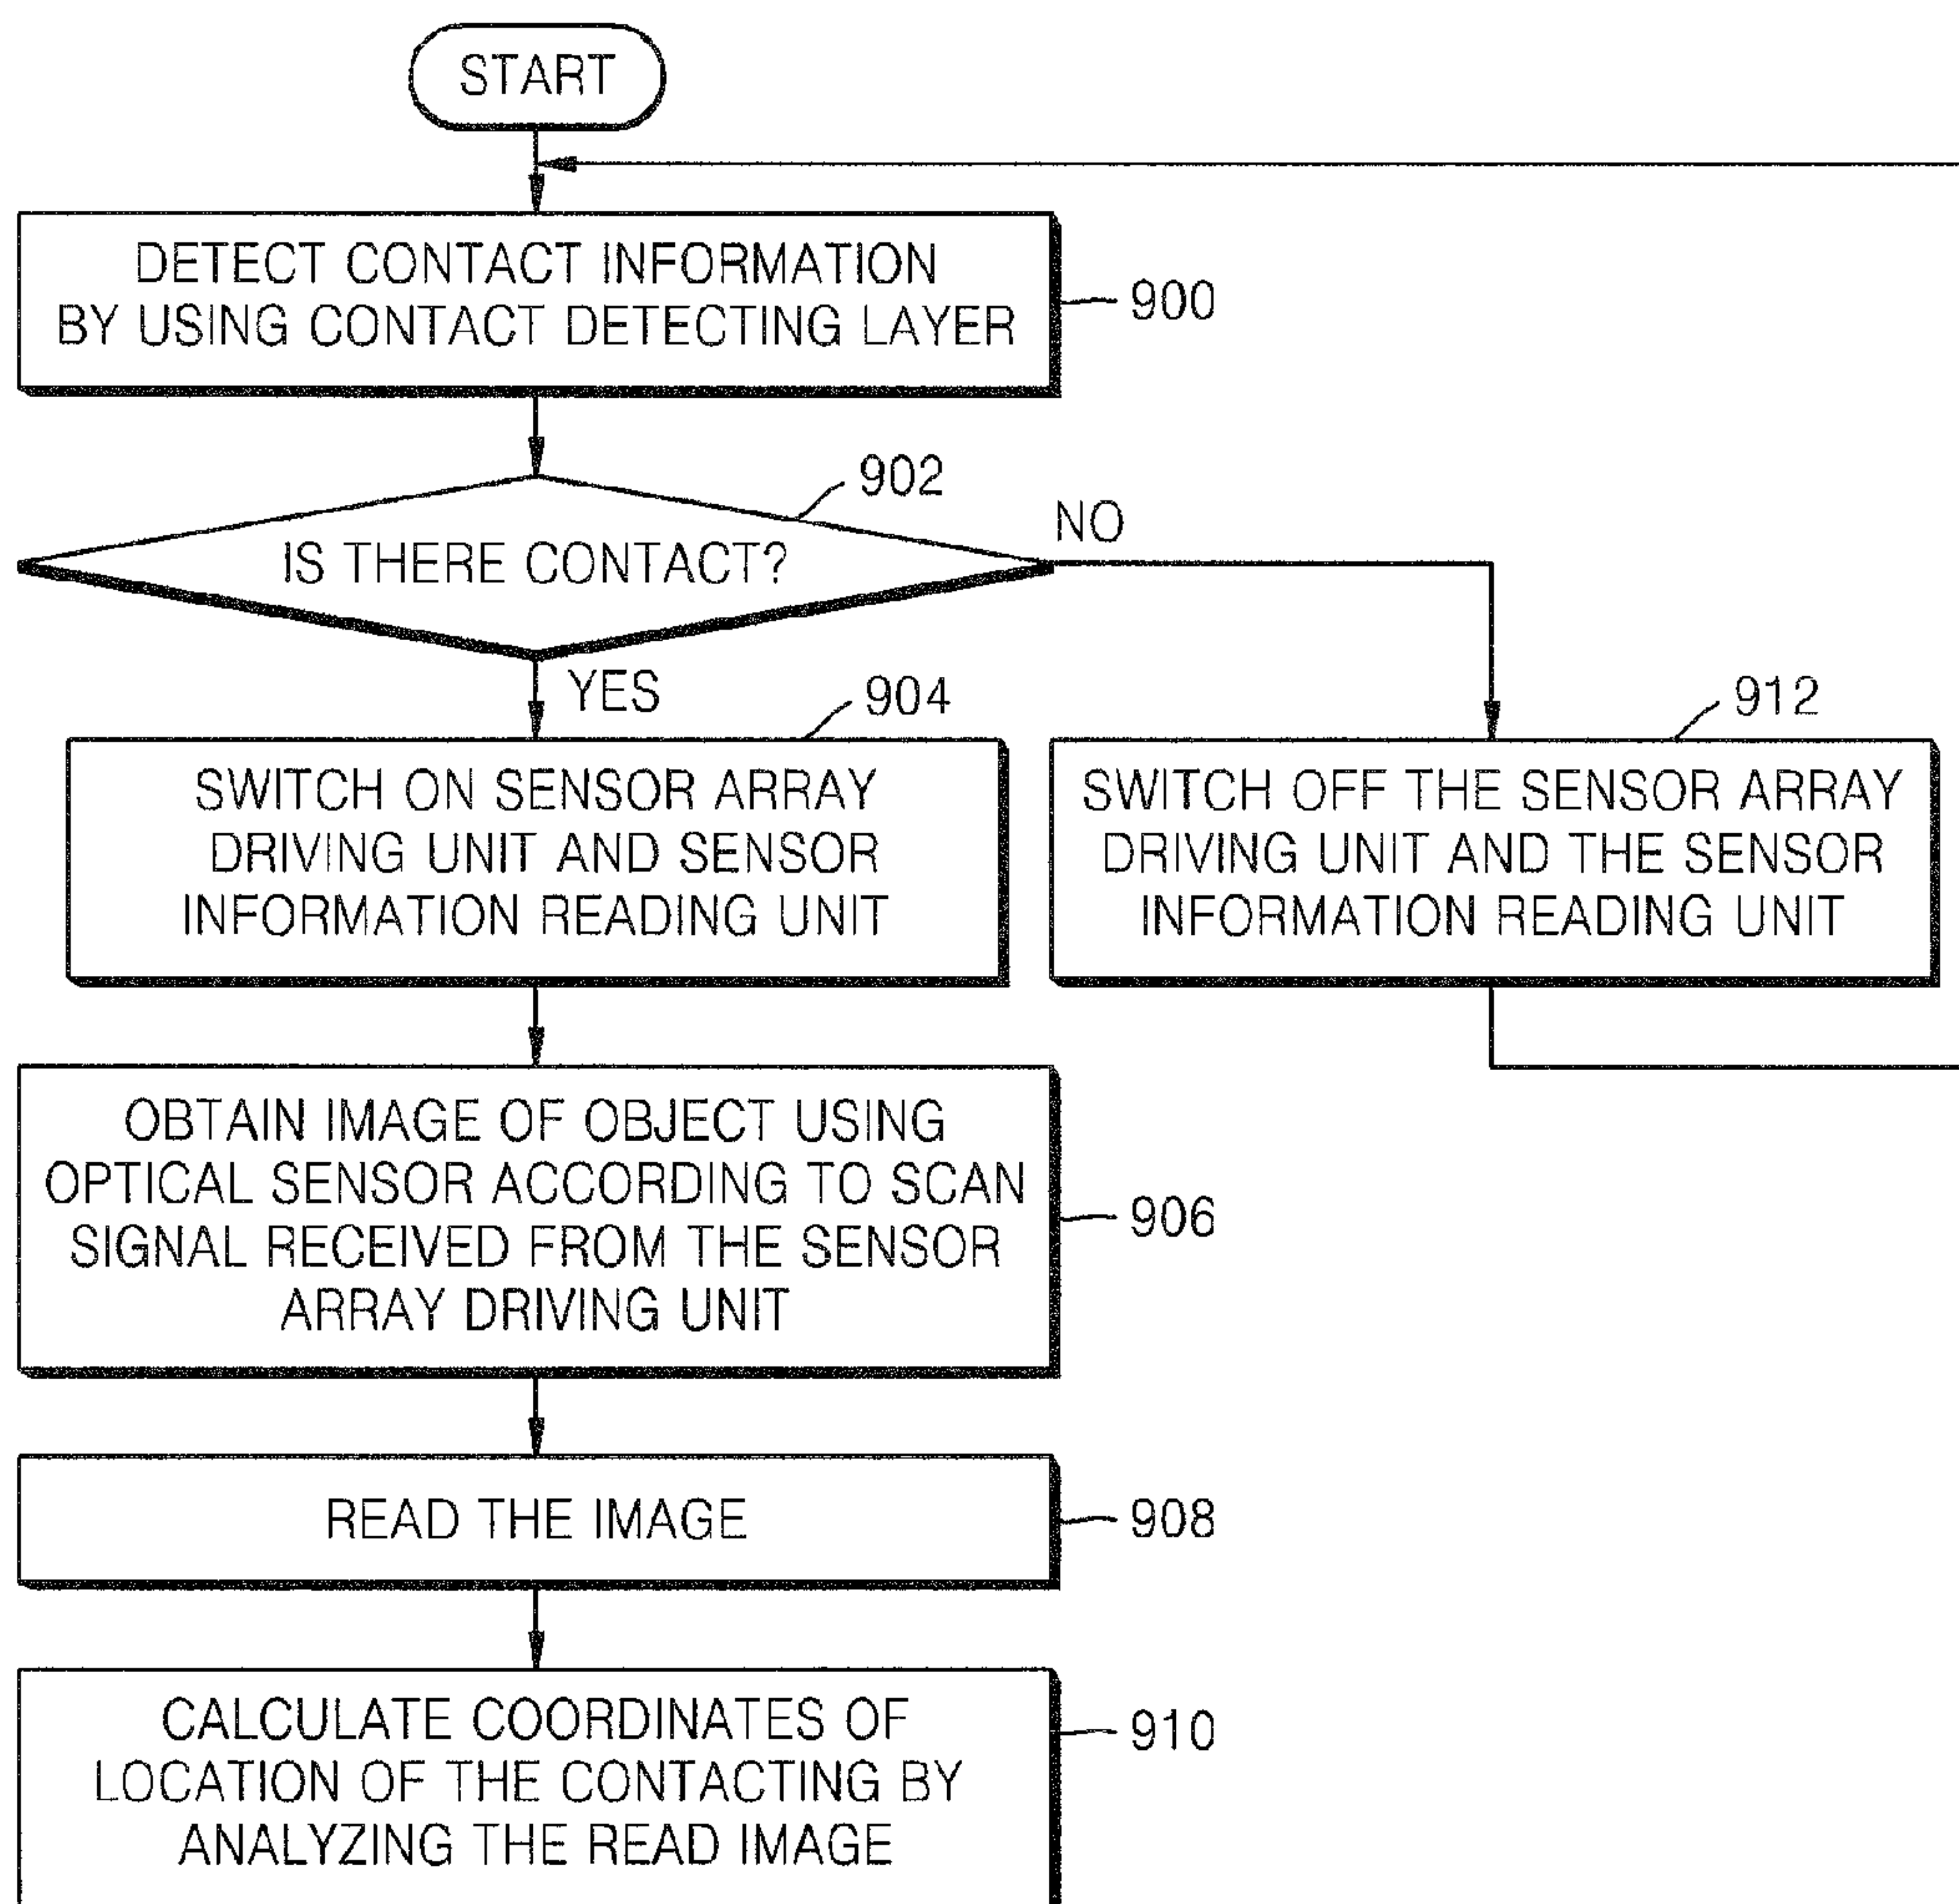 START
DETECT CONTACT INFORMATION
BY USING CONTACT DETECTING LAYER
900
902
IS THERE CONTACT?
NO
YES
904
SWITCH ON SENSOR ARRAY
DRIVING UNIT AND SENSOR
INFORMATION READING UNIT
912
SWITCH OFF THE SENSOR ARRAY
DRIVING UNIT AND THE SENSOR
INFORMATION READING UNIT
OBTAIN IMAGE OF OBJECT USING
OPTICAL SENSOR ACCORDING TO SCAN
SIGNAL RECEIVED FROM THE SENSOR
ARRAY DRIVING UNIT
906
READ THE IMAGE
908
CALCULATE COORDINATES OF
LOCATION OF THE CONTACTING BY
ANALYZING THE READ IMAGE
910